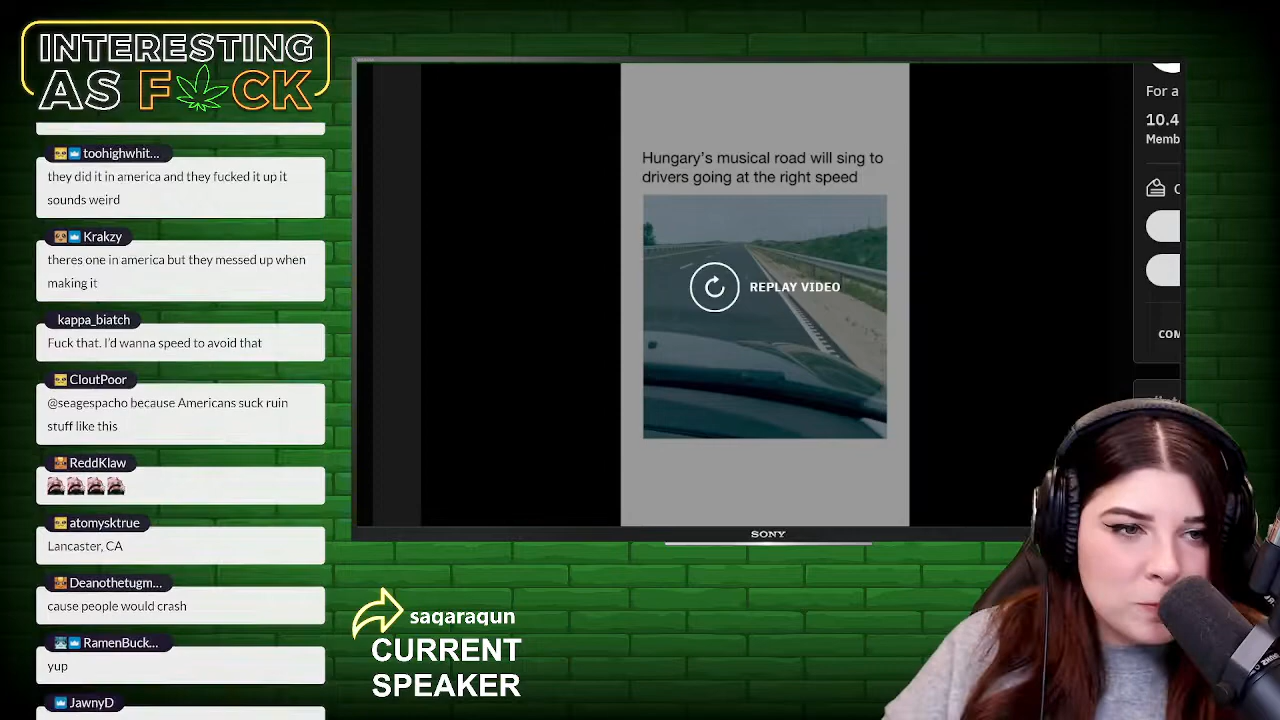 INTERESTING
AS F CK
toohighwhit...
they did it in america and they fucked it up it
sounds weird
Krakzy
theres one in america but they messed up when
making it
kappa_biatch
Fuck that. I'd wanna speed to avoid that
CloutPoor
@seagespacho because Americans suck ruin
stuff like this
ReddKlaw
atomysktrue
Lancaster, CA
Deanothetugm...
cause people would crash
RamenBuck...
yup
JawnyD
Hungary's musical road will sing to
drivers going at the right speed
REPLAY VIDEO
SONY
For a
10.4
Memb
COM
saqaraqun
CURRENT
SPEAKER